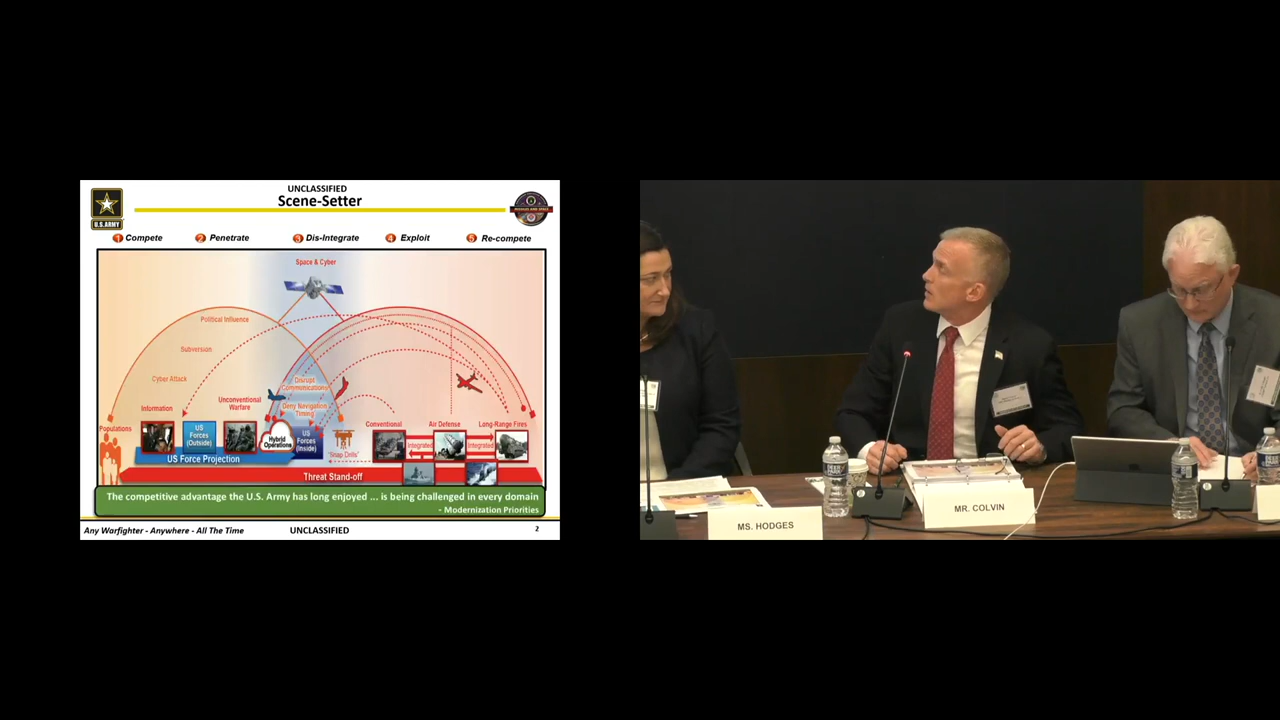 UNCLASSIFIED
Scene-Setter
U.S. ARMY
1 Compete
2 Penetrate
3 Dis-Integrate
4 Exploit
5 Re-compete
Space & Cyber
Political Influence
Subversion
Cyber Attack
Disrupt
Communications
Deny Navigation
Timing
Information
Unconventional
Warfare
Populations
US
Forces
(Outside)
Hybrid
Operations
US
Forces
(Inside)
"Snap Drills"
Conventional
Air Defense
Long-Range Fires
Integrated
Integrated
US Force Projection
Threat Stand-off
The competitive advantage the U.S. Army has long enjoyed ... is being challenged in every domain
- Modernization Priorities
Any Warfighter - Anywhere - All The Time
UNCLASSIFIED
2
MS. HODGES
MR. COLVIN